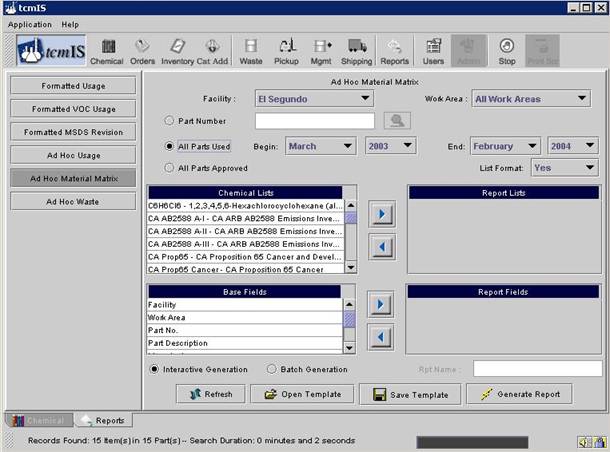 tcmIS
Application Help
tcmIS Chemical Orders Inventory Cat Add Waste Pickup Mgmt Shipping Reports Users Admin Stop Print Scr
Formatted Usage
Formatted VOC Usage
Formatted MSDS Revision
Ad Hoc Usage
Ad Hoc Material Matrix
Ad Hoc Waste
Ad Hoc Material Matrix
Facility : El Segundo Work Area : All Work Areas
Part Number
All Parts Used Begin: March 2003 End: February 2004
All Parts Approved List Format: Yes
Chemical Lists
C6H6Cl6 - 1,2,3,4,5,6-Hexachlorocyclohexane (al...
CA AB2588 A-I - CA ARB AB2588 Emissions Inve...
CA AB2588 A-II - CA ARB AB2588 Emissions Inve...
CA AB2588 A-III - CA ARB AB2588 Emissions Inve...
CA Prop65 - CA Proposition 65 Cancer and Devel...
CA Prop65 Cancer - CA Proposition 65 Cancer
Report Lists
Base Fields
Facility
Work Area
Part No.
Part Description
Report Fields
Interactive Generation Batch Generation Rpt Name :
Refresh Open Template Save Template Generate Report
Chemical Reports
Records Found: 15 Item(s) in 15 Part(s) -- Search Duration: 0 minutes and 2 seconds